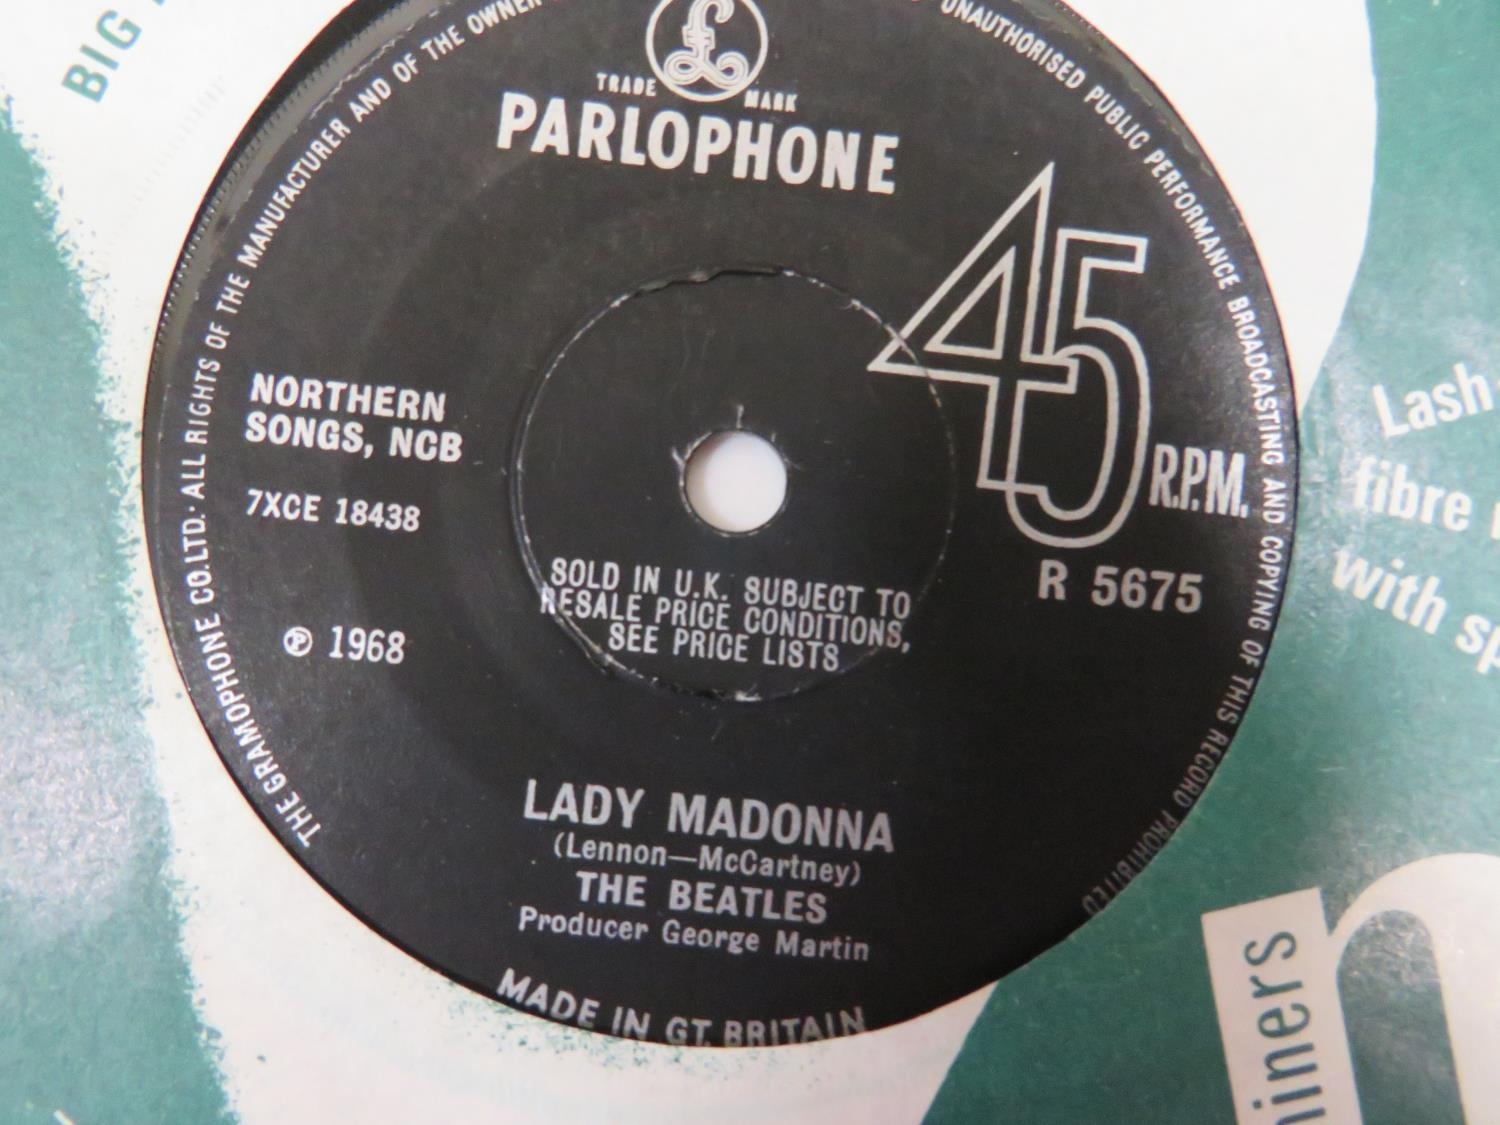 BIG
THE GRAMOPHONE CO. LTD. · ALL RIGHTS OF THE MANUFACTURER AND OF THE OWNER
UNAUTHORISED PUBLIC PERFORMANCE BROADCASTING AND COPYING OF THIS RECORD PROHIBITED
£
TRADE MARK
PARLOPHONE
45 R.P.M.
NORTHERN
SONGS, NCB
7XCE 18438
R 5675
℗ 1968
SOLD IN U.K. SUBJECT TO
RESALE PRICE CONDITIONS,
SEE PRICE LISTS
LADY MADONNA
(Lennon—McCartney)
THE BEATLES
Producer George Martin
MADE IN GT. BRITAIN
Lash
fibre
with